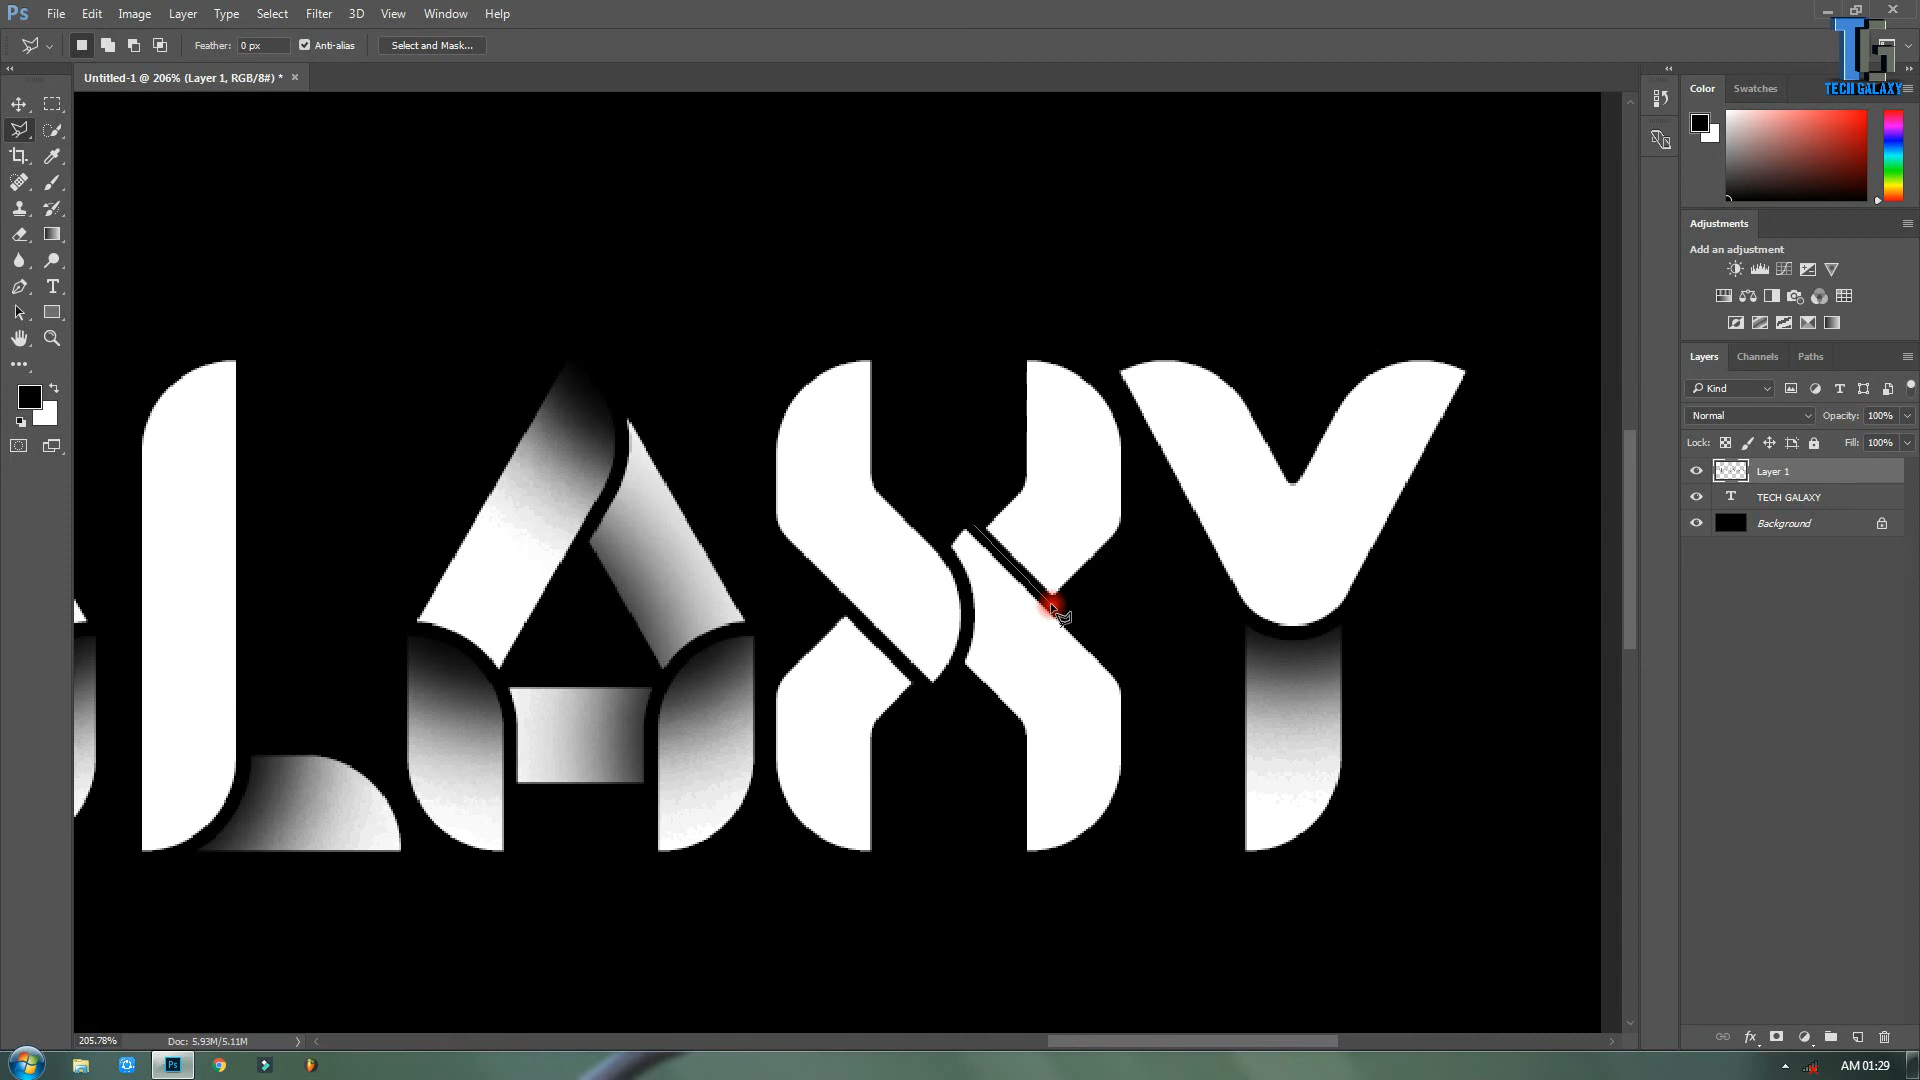 Ps File Edit Image Layer Type Select Filter 3D View Window Help
Feather: 0 px Anti-alias Select and Mask...
TECH GALAXY
Untitled-1 @ 206% (Layer 1, RGB/8#) * ×
Color Swatches
Adjustments
Add an adjustment
Layers Channels Paths
Kind
Normal Opacity: 100%
Lock: Fill: 100%
Layer 1
TECH GALAXY
Background
LAXY
205.78% Doc: 5.93M/5.11M
Ps
AM 01:29